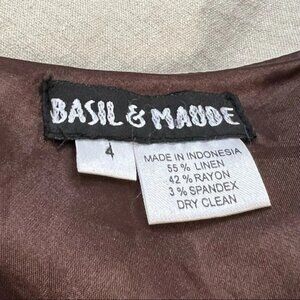 BASIL & MAUDE
4
MADE IN INDONESIA
55% LINEN
42% RAYON
3% SPANDEX
DRY CLEAN